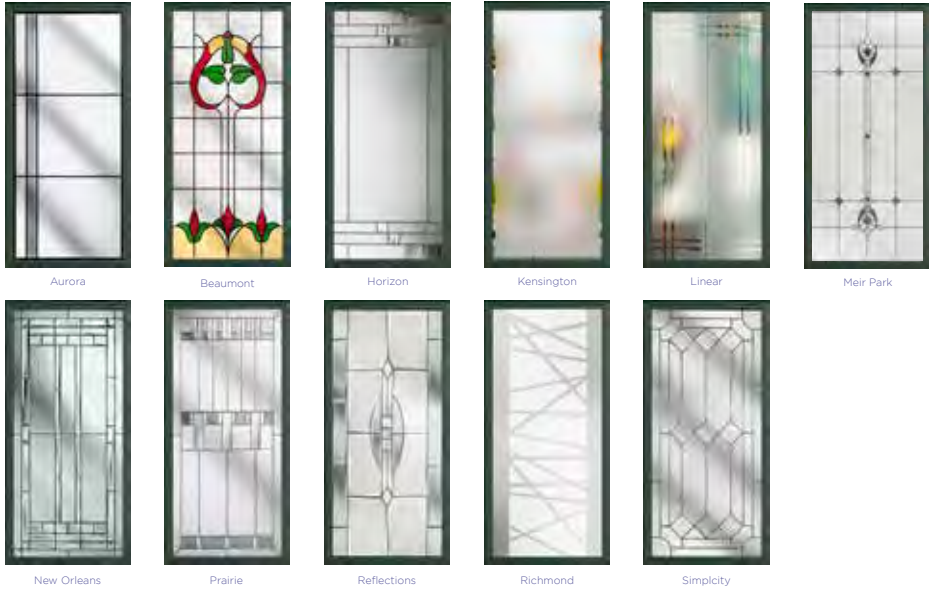 Aurora
Beaumont
Horizon
Kensington
Linear
Meir Park
New Orleans
Prairie
Reflections
Richmond
Simplcity